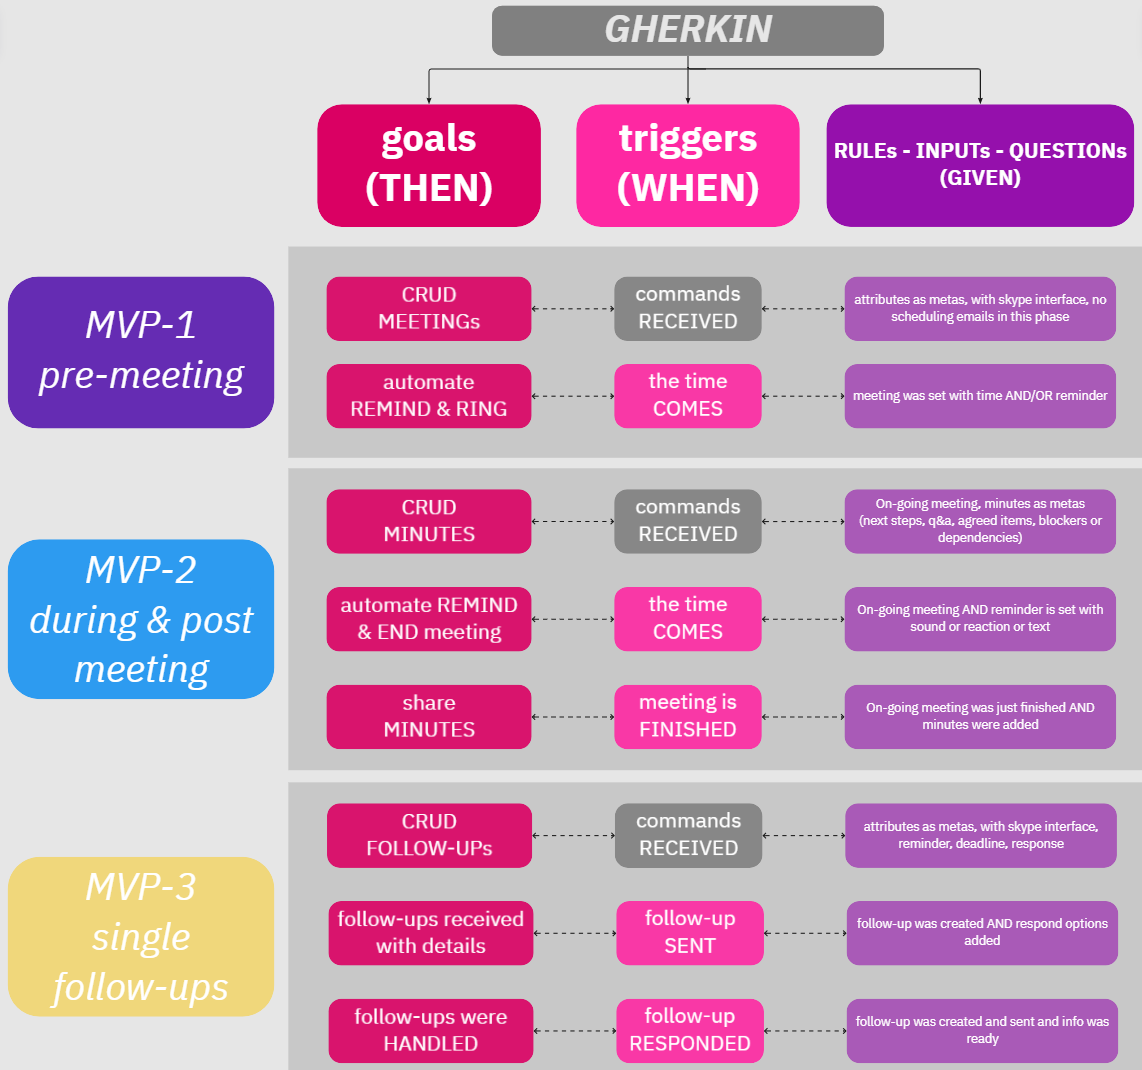 GHERKIN
goals
(THEN)
triggers
(WHEN)
RULEs - INPUTs - QUESTIONs
(GIVEN)
MVP-1
pre-meeting
CRUD
MEETINGs
commands
RECEIVED
attributes as metas, with skype interface, no
scheduling emails in this phase
automate
REMIND & RING
the time
COMES
meeting was set with time AND/OR reminder
MVP-2
during & post
meeting
CRUD
MINUTES
commands
RECEIVED
On-going meeting, minutes as metas
(next steps, q&a, agreed items, blockers or
dependencies)
automate REMIND
& END meeting
the time
COMES
On-going meeting AND reminder is set with
sound or reaction or text
share
MINUTES
meeting is
FINISHED
On-going meeting was just finished AND
minutes were added
MVP-3
single
follow-ups
CRUD
FOLLOW-UPs
commands
RECEIVED
attributes as metas, with skype interface,
reminder, deadline, response
follow-ups received
with details
follow-up
SENT
follow-up was created AND respond options
added
follow-ups were
HANDLED
follow-up
RESPONDED
follow-up was created and sent and info was
ready